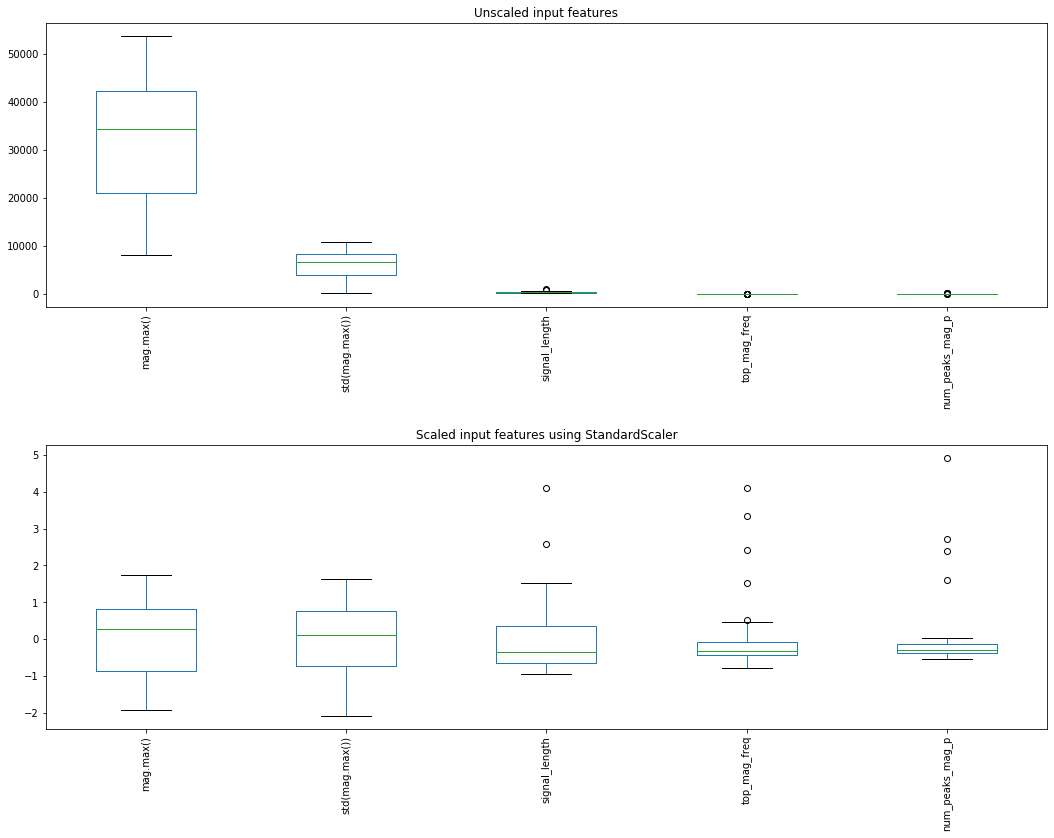 Unscaled input features
50000
40000
30000
20000
10000
0
mag.max()
std(mag.max())
signal_length
top_mag_freq
num_peaks_mag_p
Scaled input features using StandardScaler
5
4
3
2
1
0
−1
−2
mag.max()
std(mag.max())
signal_length
top_mag_freq
num_peaks_mag_p